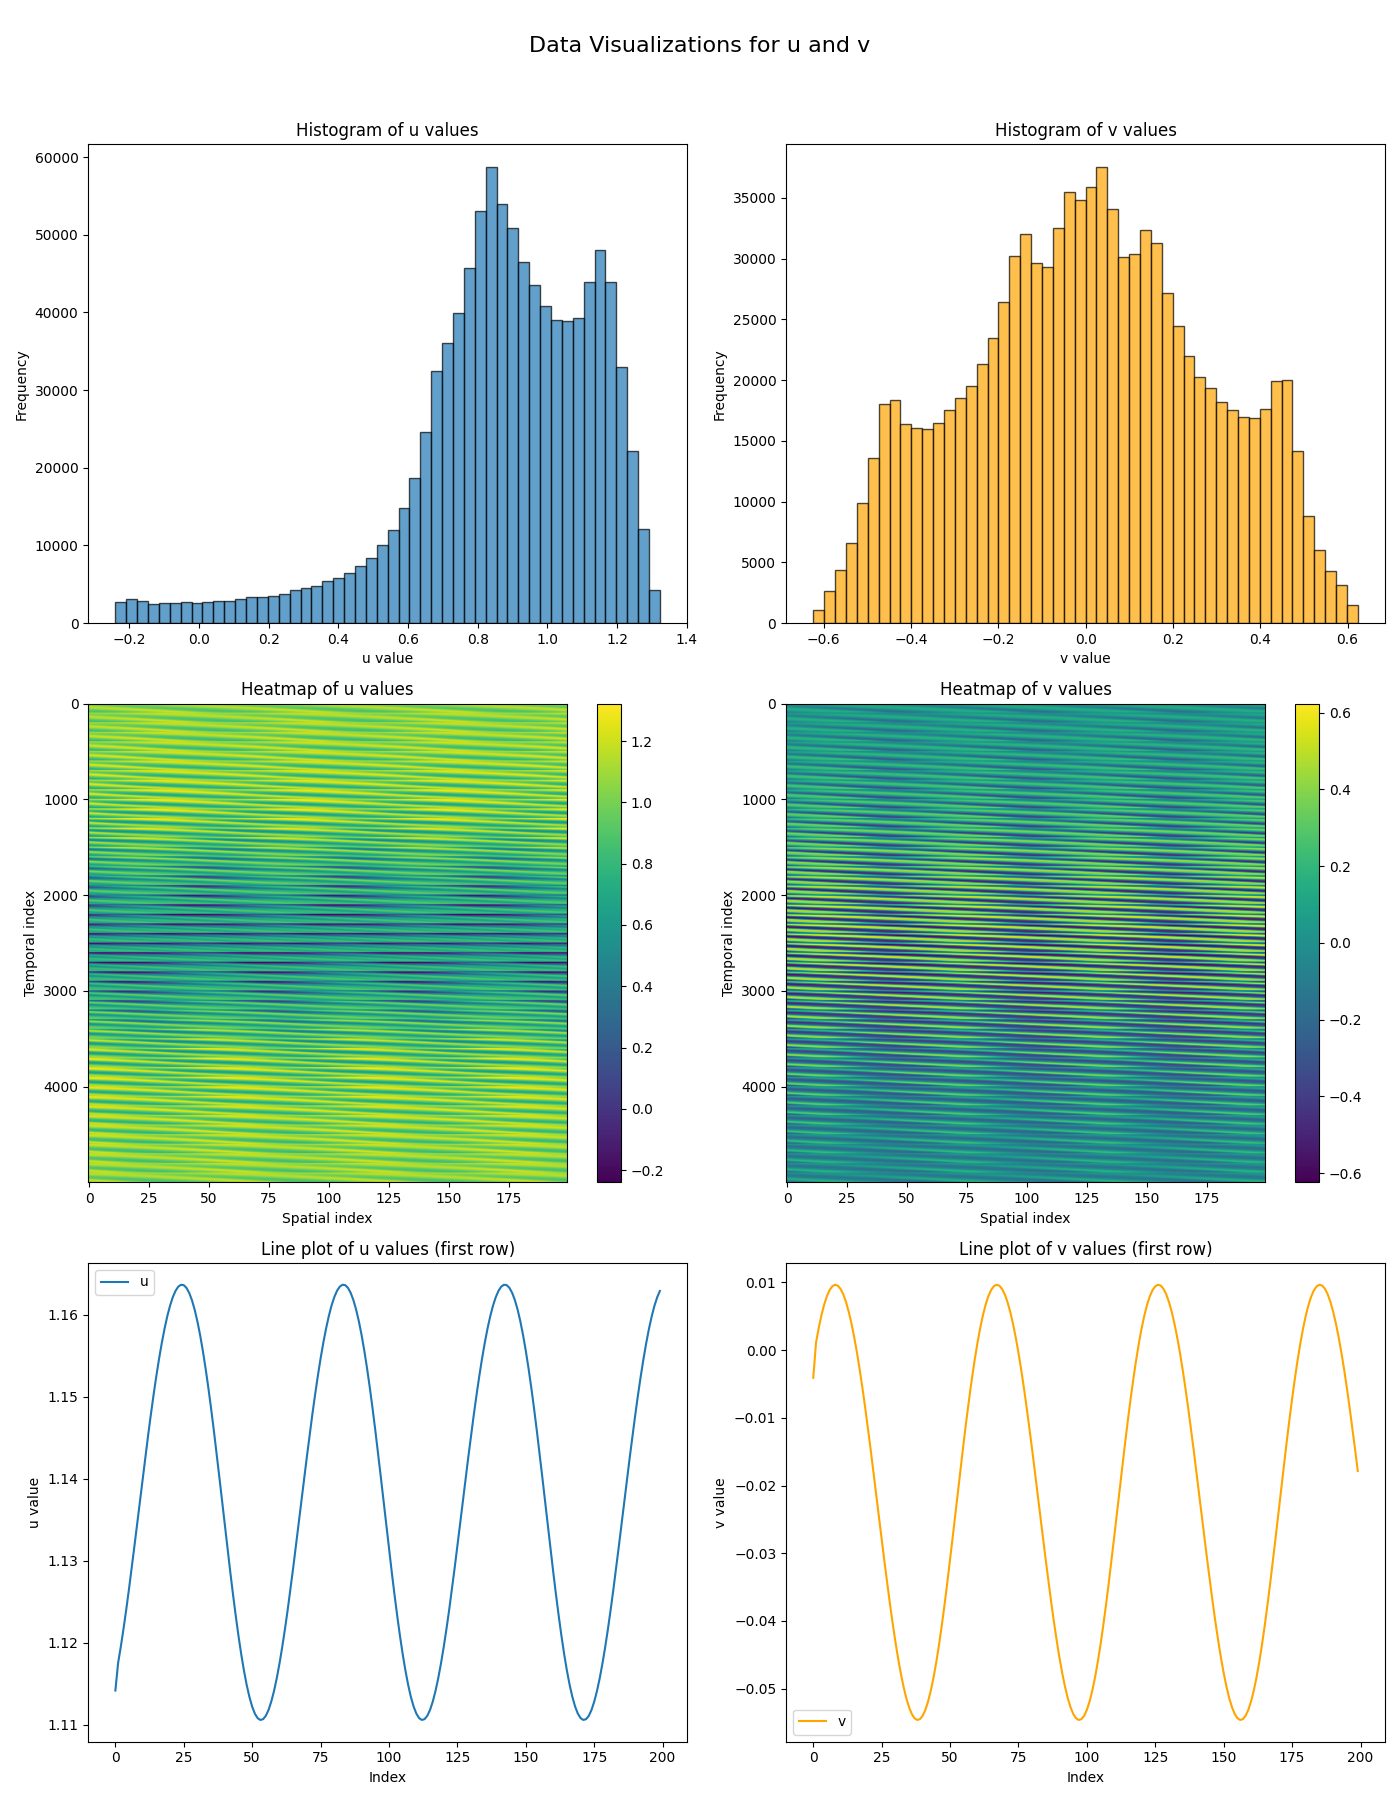 Data Visualizations for u and v
Histogram of u values
Frequency
60000
50000
40000
30000
20000
10000
0
−0.2 0.0 0.2 0.4 0.6 0.8 1.0 1.2 1.4
u value
Histogram of v values
Frequency
35000
30000
25000
20000
15000
10000
5000
0
−0.6 −0.4 −0.2 0.0 0.2 0.4 0.6
v value
Heatmap of u values
Temporal index
0
1000
2000
3000
4000
0 25 50 75 100 125 150 175
Spatial index
1.2
1.0
0.8
0.6
0.4
0.2
0.0
−0.2
Heatmap of v values
Temporal index
0
1000
2000
3000
4000
0 25 50 75 100 125 150 175
Spatial index
0.6
0.4
0.2
0.0
−0.2
−0.4
−0.6
Line plot of u values (first row)
u
u value
1.16
1.15
1.14
1.13
1.12
1.11
0 25 50 75 100 125 150 175 200
Index
Line plot of v values (first row)
v value
0.01
0.00
−0.01
−0.02
−0.03
−0.04
−0.05
v
0 25 50 75 100 125 150 175 200
Index